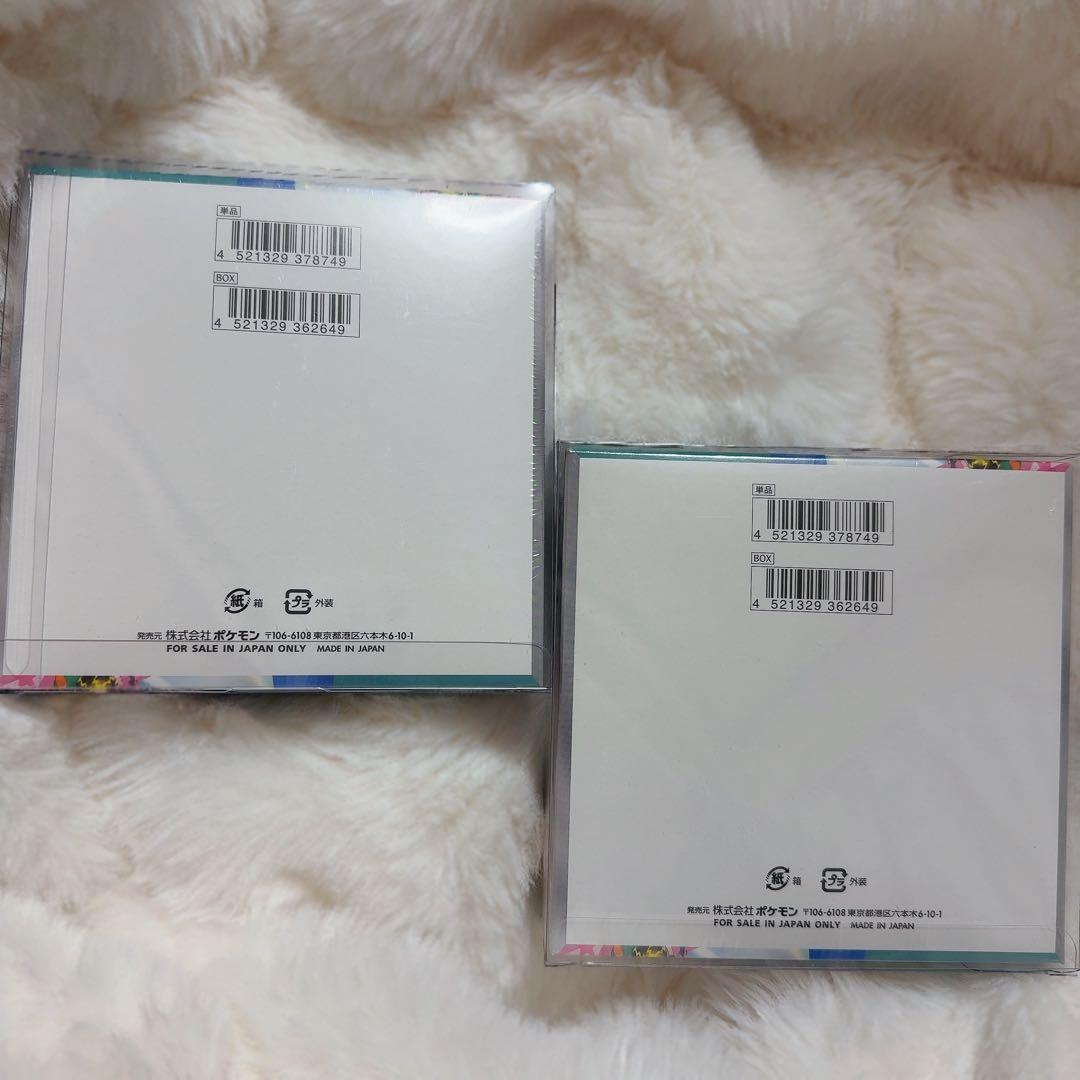 単品
4 521329 378749
BOX
4 521329 362649
紙 箱 プラ 外装
発売元 株式会社ポケモン 〒106-6108 東京都港区六本木6-10-1
FOR SALE IN JAPAN ONLY MADE IN JAPAN
単品
4 521329 378749
BOX
4 521329 362649
紙 箱 プラ 外装
発売元 株式会社ポケモン 〒106-6108 東京都港区六本木6-10-1
FOR SALE IN JAPAN ONLY MADE IN JAPAN